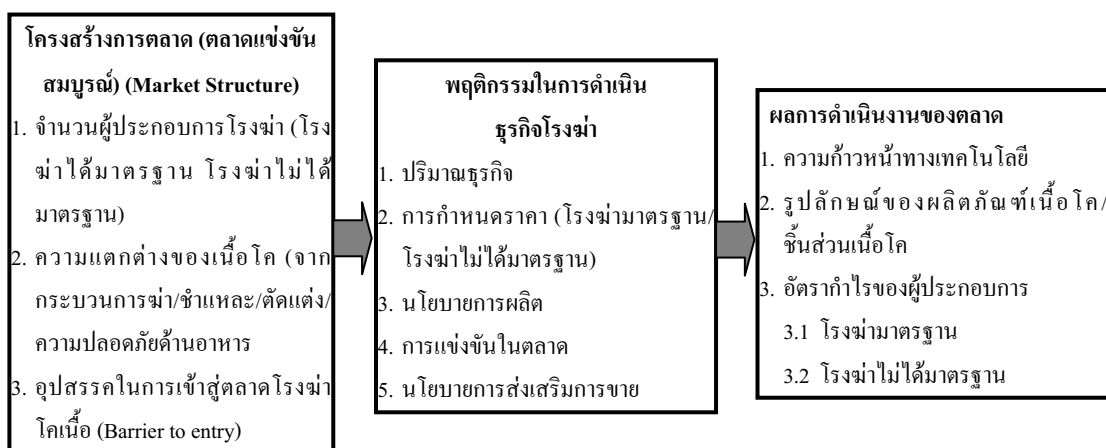 โครงสร้างการตลาด (ตลาดแข่งขัน
สมบูรณ์) (Market Structure)
1. จำนวนผู้ประกอบการโรงฆ่า (โรง
ฆ่าได้มาตรฐาน โรงฆ่าไม่ได้
มาตรฐาน)
2. ความแตกต่างของเนื้อโค (จาก
กระบวนการฆ่า/ชำแหละ/ตัดแต่ง/
ความปลอดภัยด้านอาหาร
3. อุปสรรคในการเข้าสู่ตลาดโรงฆ่า
โคเนื้อ (Barrier to entry)
พฤติกรรมในการดำเนิน
ธุรกิจโรงฆ่า
1. ปริมาณธุรกิจ
2. การกำหนดราคา (โรงฆ่ามาตรฐาน/
โรงฆ่าไม่ได้มาตรฐาน)
3. นโยบายการผลิต
4. การแข่งขันในตลาด
5. นโยบายการส่งเสริมการขาย
ผลการดำเนินงานของตลาด
1. ความก้าวหน้าทางเทคโนโลยี
2. รูปลักษณ์ของผลิตภัณฑ์เนื้อโค/
ชิ้นส่วนเนื้อโค
3. อัตรากำไรของผู้ประกอบการ
3.1 โรงฆ่ามาตรฐาน
3.2 โรงฆ่าไม่ได้มาตรฐาน